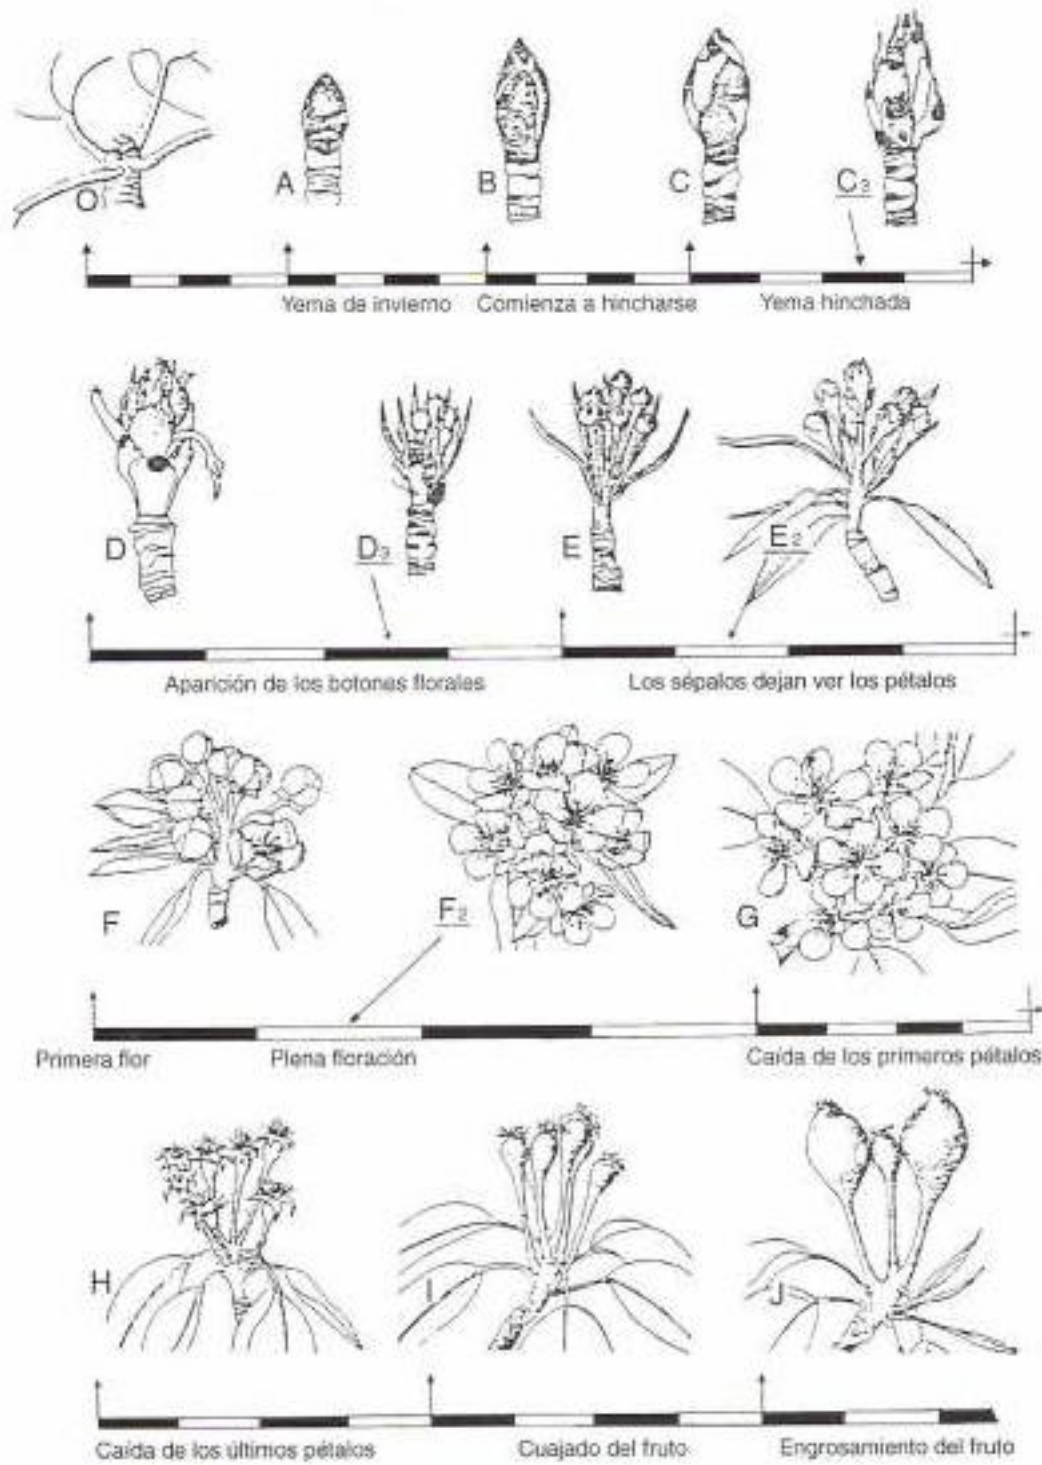 O
A
B
C
C3
Yema de invierno
Comienza a hincharse
Yema hinchada
D
D3
E
E2
Aparición de los botones florales
Los sépalos dejan ver los pétalos
F
F2
G
Primera flor
Plena floración
Caída de los primeros pétalos
H
I
J
Caída de los últimos pétalos
Cuajado del fruto
Engrosamiento del fruto